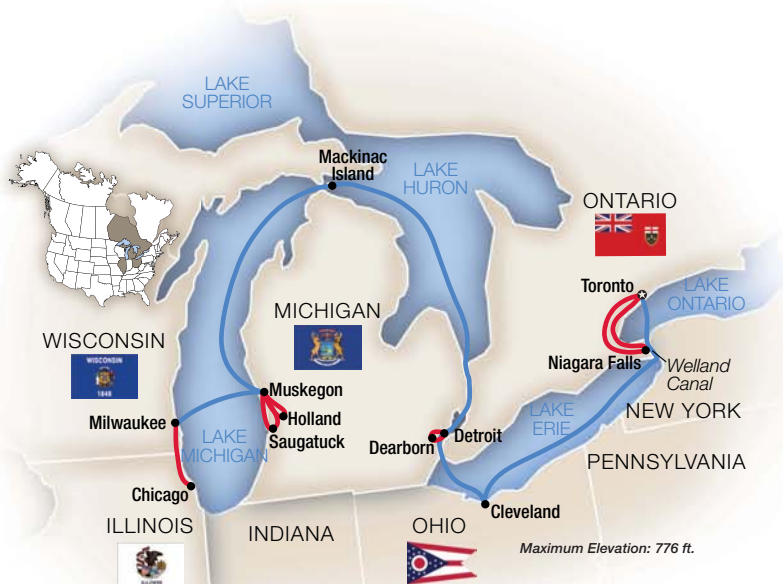 LAKE
SUPERIOR
Mackinac
Island
LAKE
HURON
ONTARIO
Toronto
LAKE
ONTARIO
MICHIGAN
WISCONSIN
WISCONSIN
1848
Niagara Falls
Welland
Canal
Muskegon
Holland
Saugatuck
Milwaukee
LAKE
MICHIGAN
Detroit
Dearborn
LAKE
ERIE
NEW YORK
PENNSYLVANIA
Chicago
Cleveland
ILLINOIS
INDIANA
OHIO
Maximum Elevation: 776 ft.
ILLINOIS